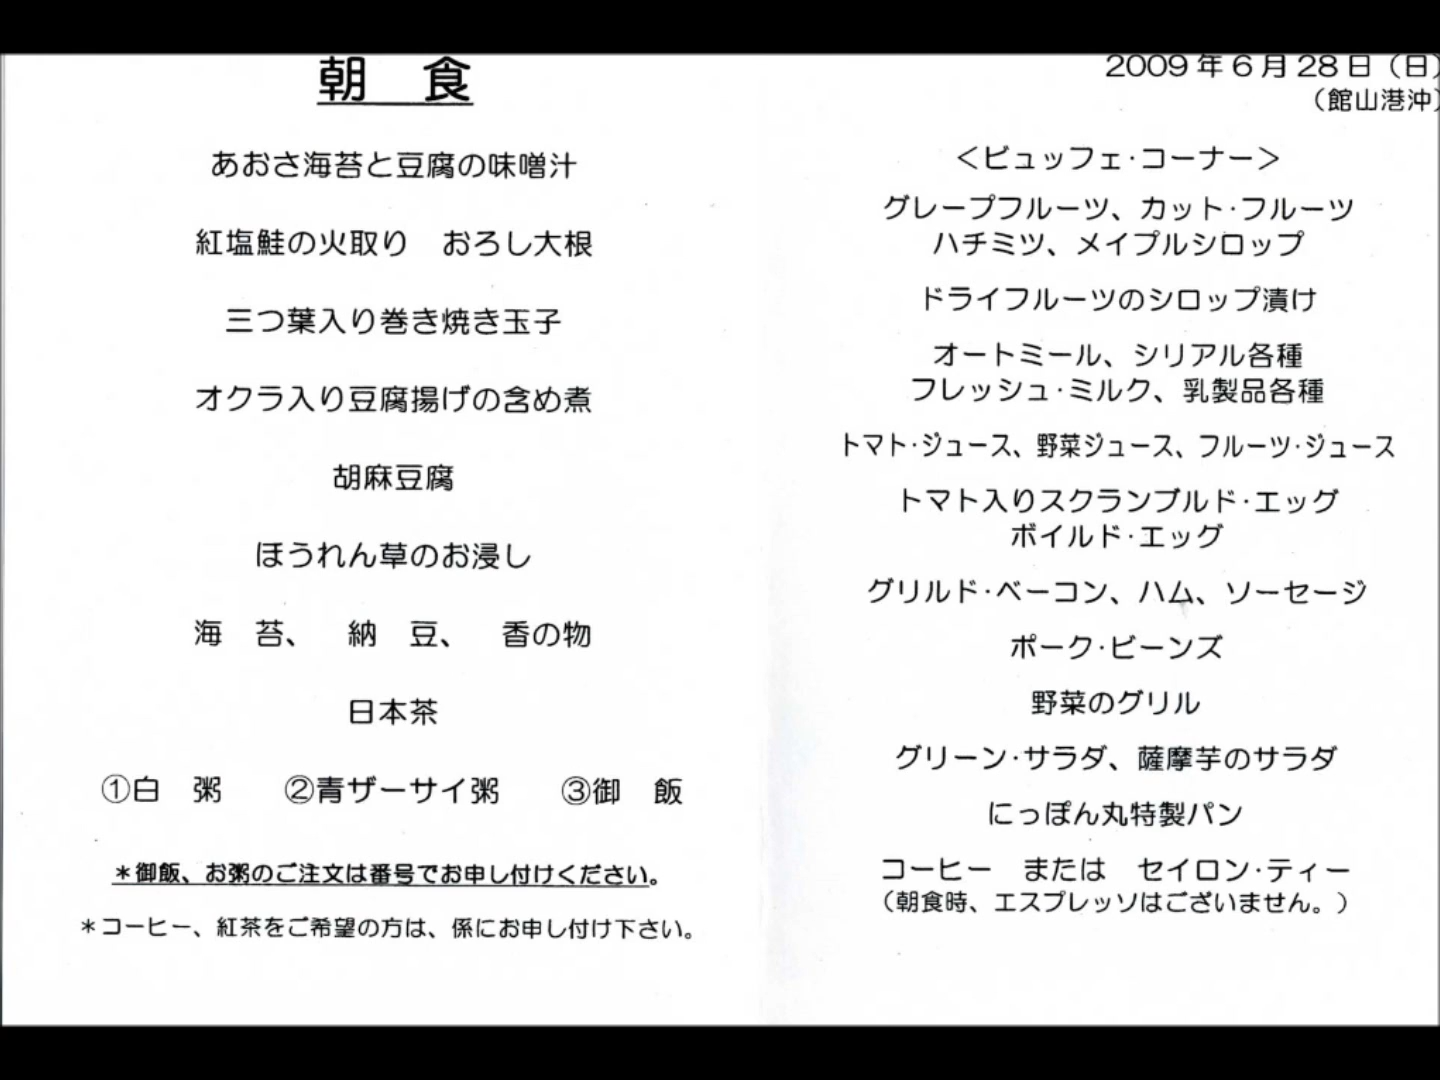 朝　食
あおさ海苔と豆腐の味噌汁
紅塩鮭の火取り　おろし大根
三つ葉入り巻き焼き玉子
オクラ入り豆腐揚げの含め煮
胡麻豆腐
ほうれん草のお浸し
海　苔、　納　豆、　香の物
日本茶
①白　粥　　②青ザーサイ粥　　③御　飯
＊御飯、お粥のご注文は番号でお申し付けください。
＊コーヒー、紅茶をご希望の方は、係にお申し付け下さい。
2009年6月28日（日）
（館山港沖）
＜ビュッフェ・コーナー＞
グレープフルーツ、カット・フルーツ
ハチミツ、メイプルシロップ
ドライフルーツのシロップ漬け
オートミール、シリアル各種
フレッシュ・ミルク、乳製品各種
トマト・ジュース、野菜ジュース、フルーツ・ジュース
トマト入りスクランブルド・エッグ
ボイルド・エッグ
グリルド・ベーコン、ハム、ソーセージ
ポーク・ビーンズ
野菜のグリル
グリーン・サラダ、薩摩芋のサラダ
にっぽん丸特製パン
コーヒー　または　セイロン・ティー
（朝食時、エスプレッソはございません。）